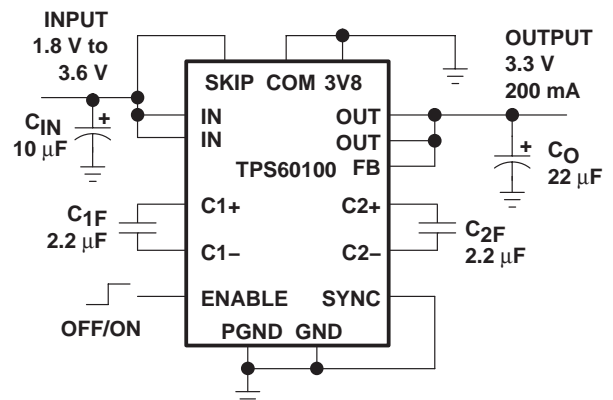 INPUT
1.8 V to
3.6 V
OUTPUT
3.3 V
200 mA
SKIP COM 3V8
IN OUT
IN OUT
TPS60100 FB
CIN
+
10 µF
CO
+
22 µF
C1F
2.2 µF
C1+ C2+
C1– C2–
C2F
2.2 µF
ENABLE SYNC
OFF/ON
PGND GND